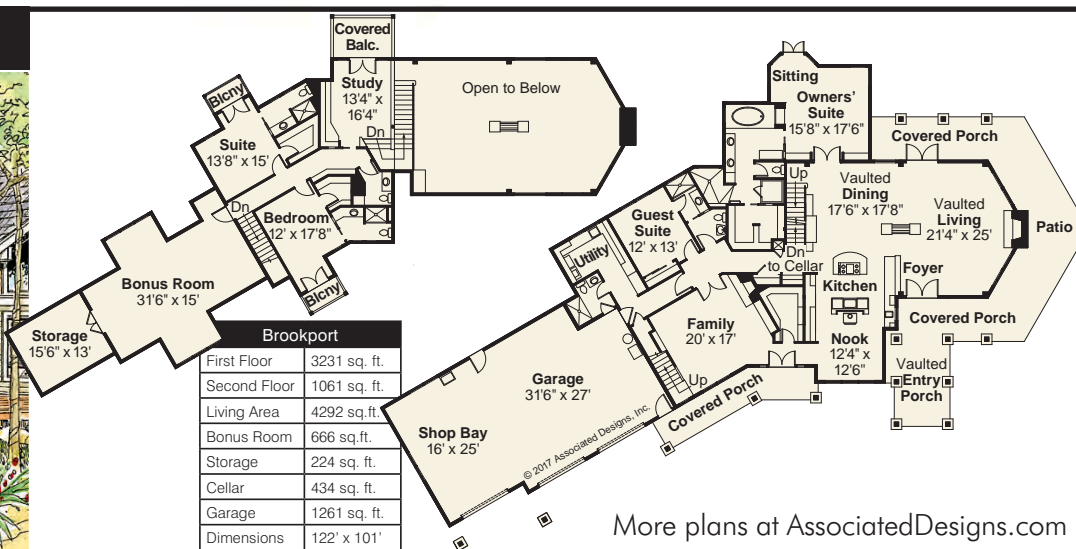 Covered
Balc.
Blcny
Study
13'4" x
16'4"
Open to Below
Suite
13'8" x 15'
Dn
Dn
Bedroom
12' x 17'8"
Blcny
Bonus Room
31'6" x 15'
Storage
15'6" x 13'
Sitting
Owners'
Suite
15'8" x 17'6"
Covered Porch
Up
Vaulted
Dining
17'6" x 17'8"
Vaulted
Living
21'4" x 25'
Patio
Guest
Suite
12' x 13'
Utility
Dn
to Cellar
Kitchen
Foyer
Covered Porch
Family
20' x 17'
Nook
12'4" x
12'6"
Vaulted
Entry
Porch
Up
Covered Porch
Garage
31'6" x 27'
Shop Bay
16' x 25'
© 2017 Associated Designs, Inc.
Brookport
First Floor 3231 sq. ft.
Second Floor 1061 sq. ft.
Living Area 4292 sq.ft.
Bonus Room 666 sq.ft.
Storage 224 sq. ft.
Cellar 434 sq. ft.
Garage 1261 sq. ft.
Dimensions 122' x 101'
More plans at AssociatedDesigns.com